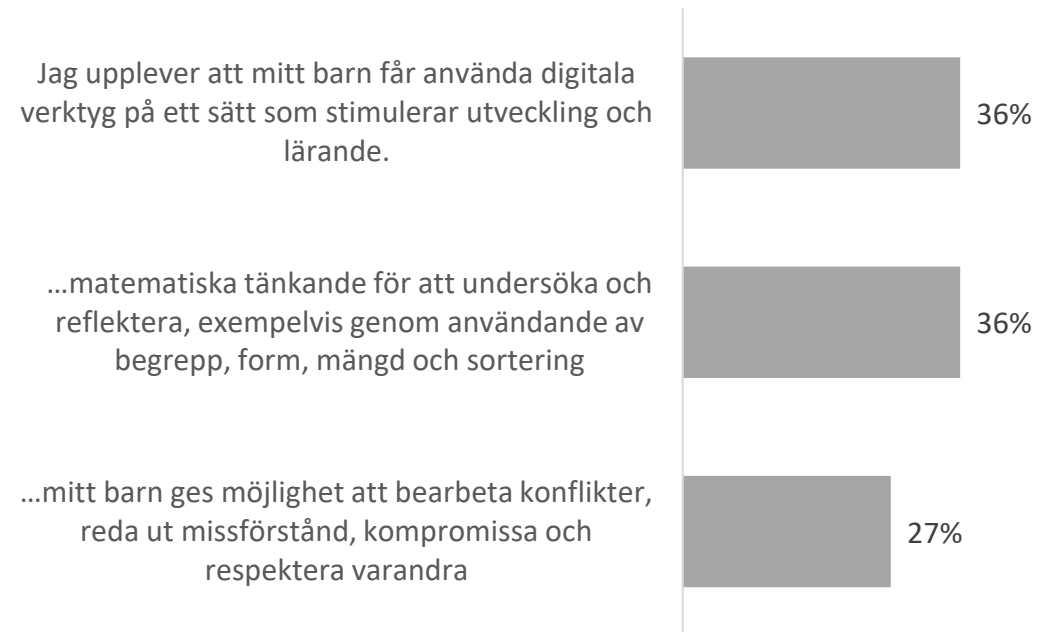 Jag upplever att mitt barn får använda digitala
verktyg på ett sätt som stimulerar utveckling och
lärande.
36%
...matematiska tänkande för att undersöka och
reflektera, exempelvis genom användande av
begrepp, form, mängd och sortering
36%
...mitt barn ges möjlighet att bearbeta konflikter,
reda ut missförstånd, kompromissa och
respektera varandra
27%